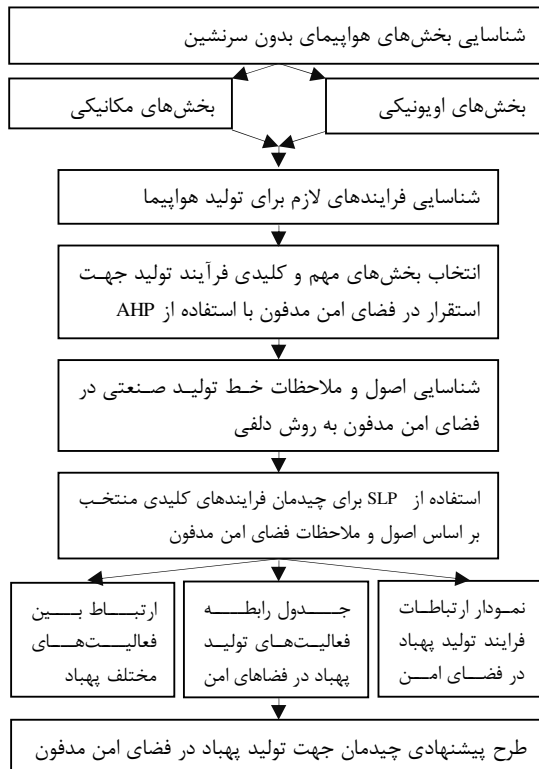 شناسایی بخش‌های هواپیمای بدون سرنشین
بخش‌های اویونیکی
بخش‌های مکانیکی
شناسایی فرایندهای لازم برای تولید هواپیما
انتخاب بخش‌های مهم و کلیدی فرآیند تولید جهت
استقرار در فضای امن مدفون با استفاده از AHP
شناسایی اصول و ملاحظات خط تولید صنعتی در
فضای امن مدفون به روش دلفی
استفاده از SLP برای چیدمان فرایندهای کلیدی منتخب
بر اساس اصول و ملاحظات فضای امن مدفون
نمودار ارتباطات
فرایند تولید پهباد
در فضای امن
جدول رابطه
فعالیت‌های تولید
پهباد در فضاهای امن
ارتباط بین
فعالیت‌های
مختلف پهباد
طرح پیشنهادی چیدمان جهت تولید پهباد در فضای امن مدفون